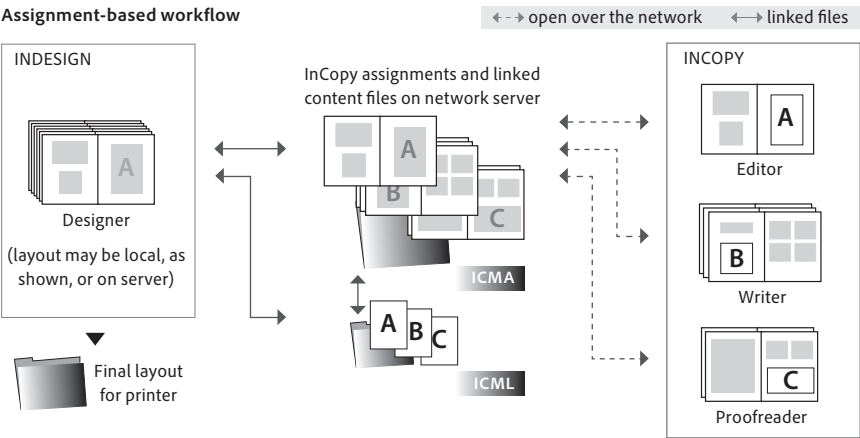 Assignment-based workflow
open over the network
linked files
INDESIGN
A
Designer
(layout may be local, as
shown, or on server)
Final layout
for printer
InCopy assignments and linked
content files on network server
A
B
C
ICMA
A
B
C
ICML
INCOPY
A
Editor
B
Writer
C
Proofreader